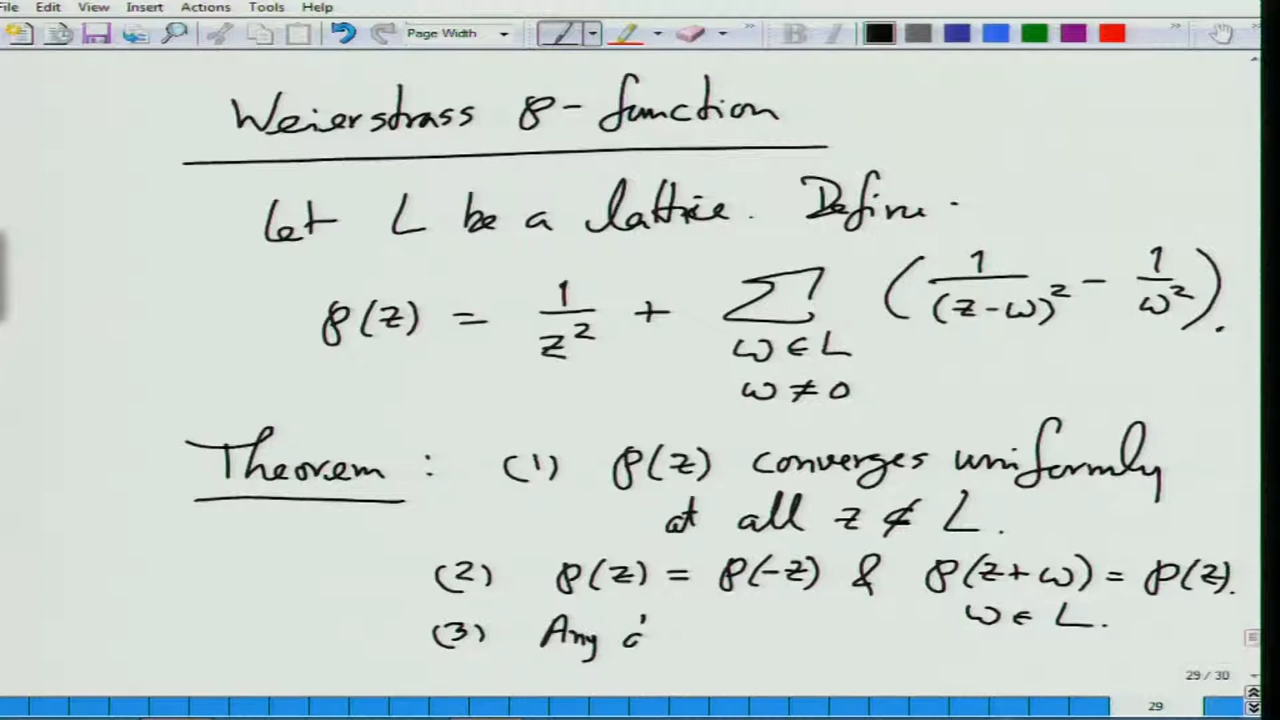 File Edit View Insert Actions Tools Help
Page Width
Weierstrass ℘-function
Let L be a lattice. Define.
℘(z) = 1/z² + ∑ (1/(z-ω)² - 1/ω²).
ω ∈ L
ω ≠ 0
Theorem : (1) ℘(z) converges uniformly
at all z ∉ L.
(2) ℘(z) = ℘(-z) & ℘(z+ω) = ℘(z).
ω ∈ L.
(3) Any
29 / 30
29